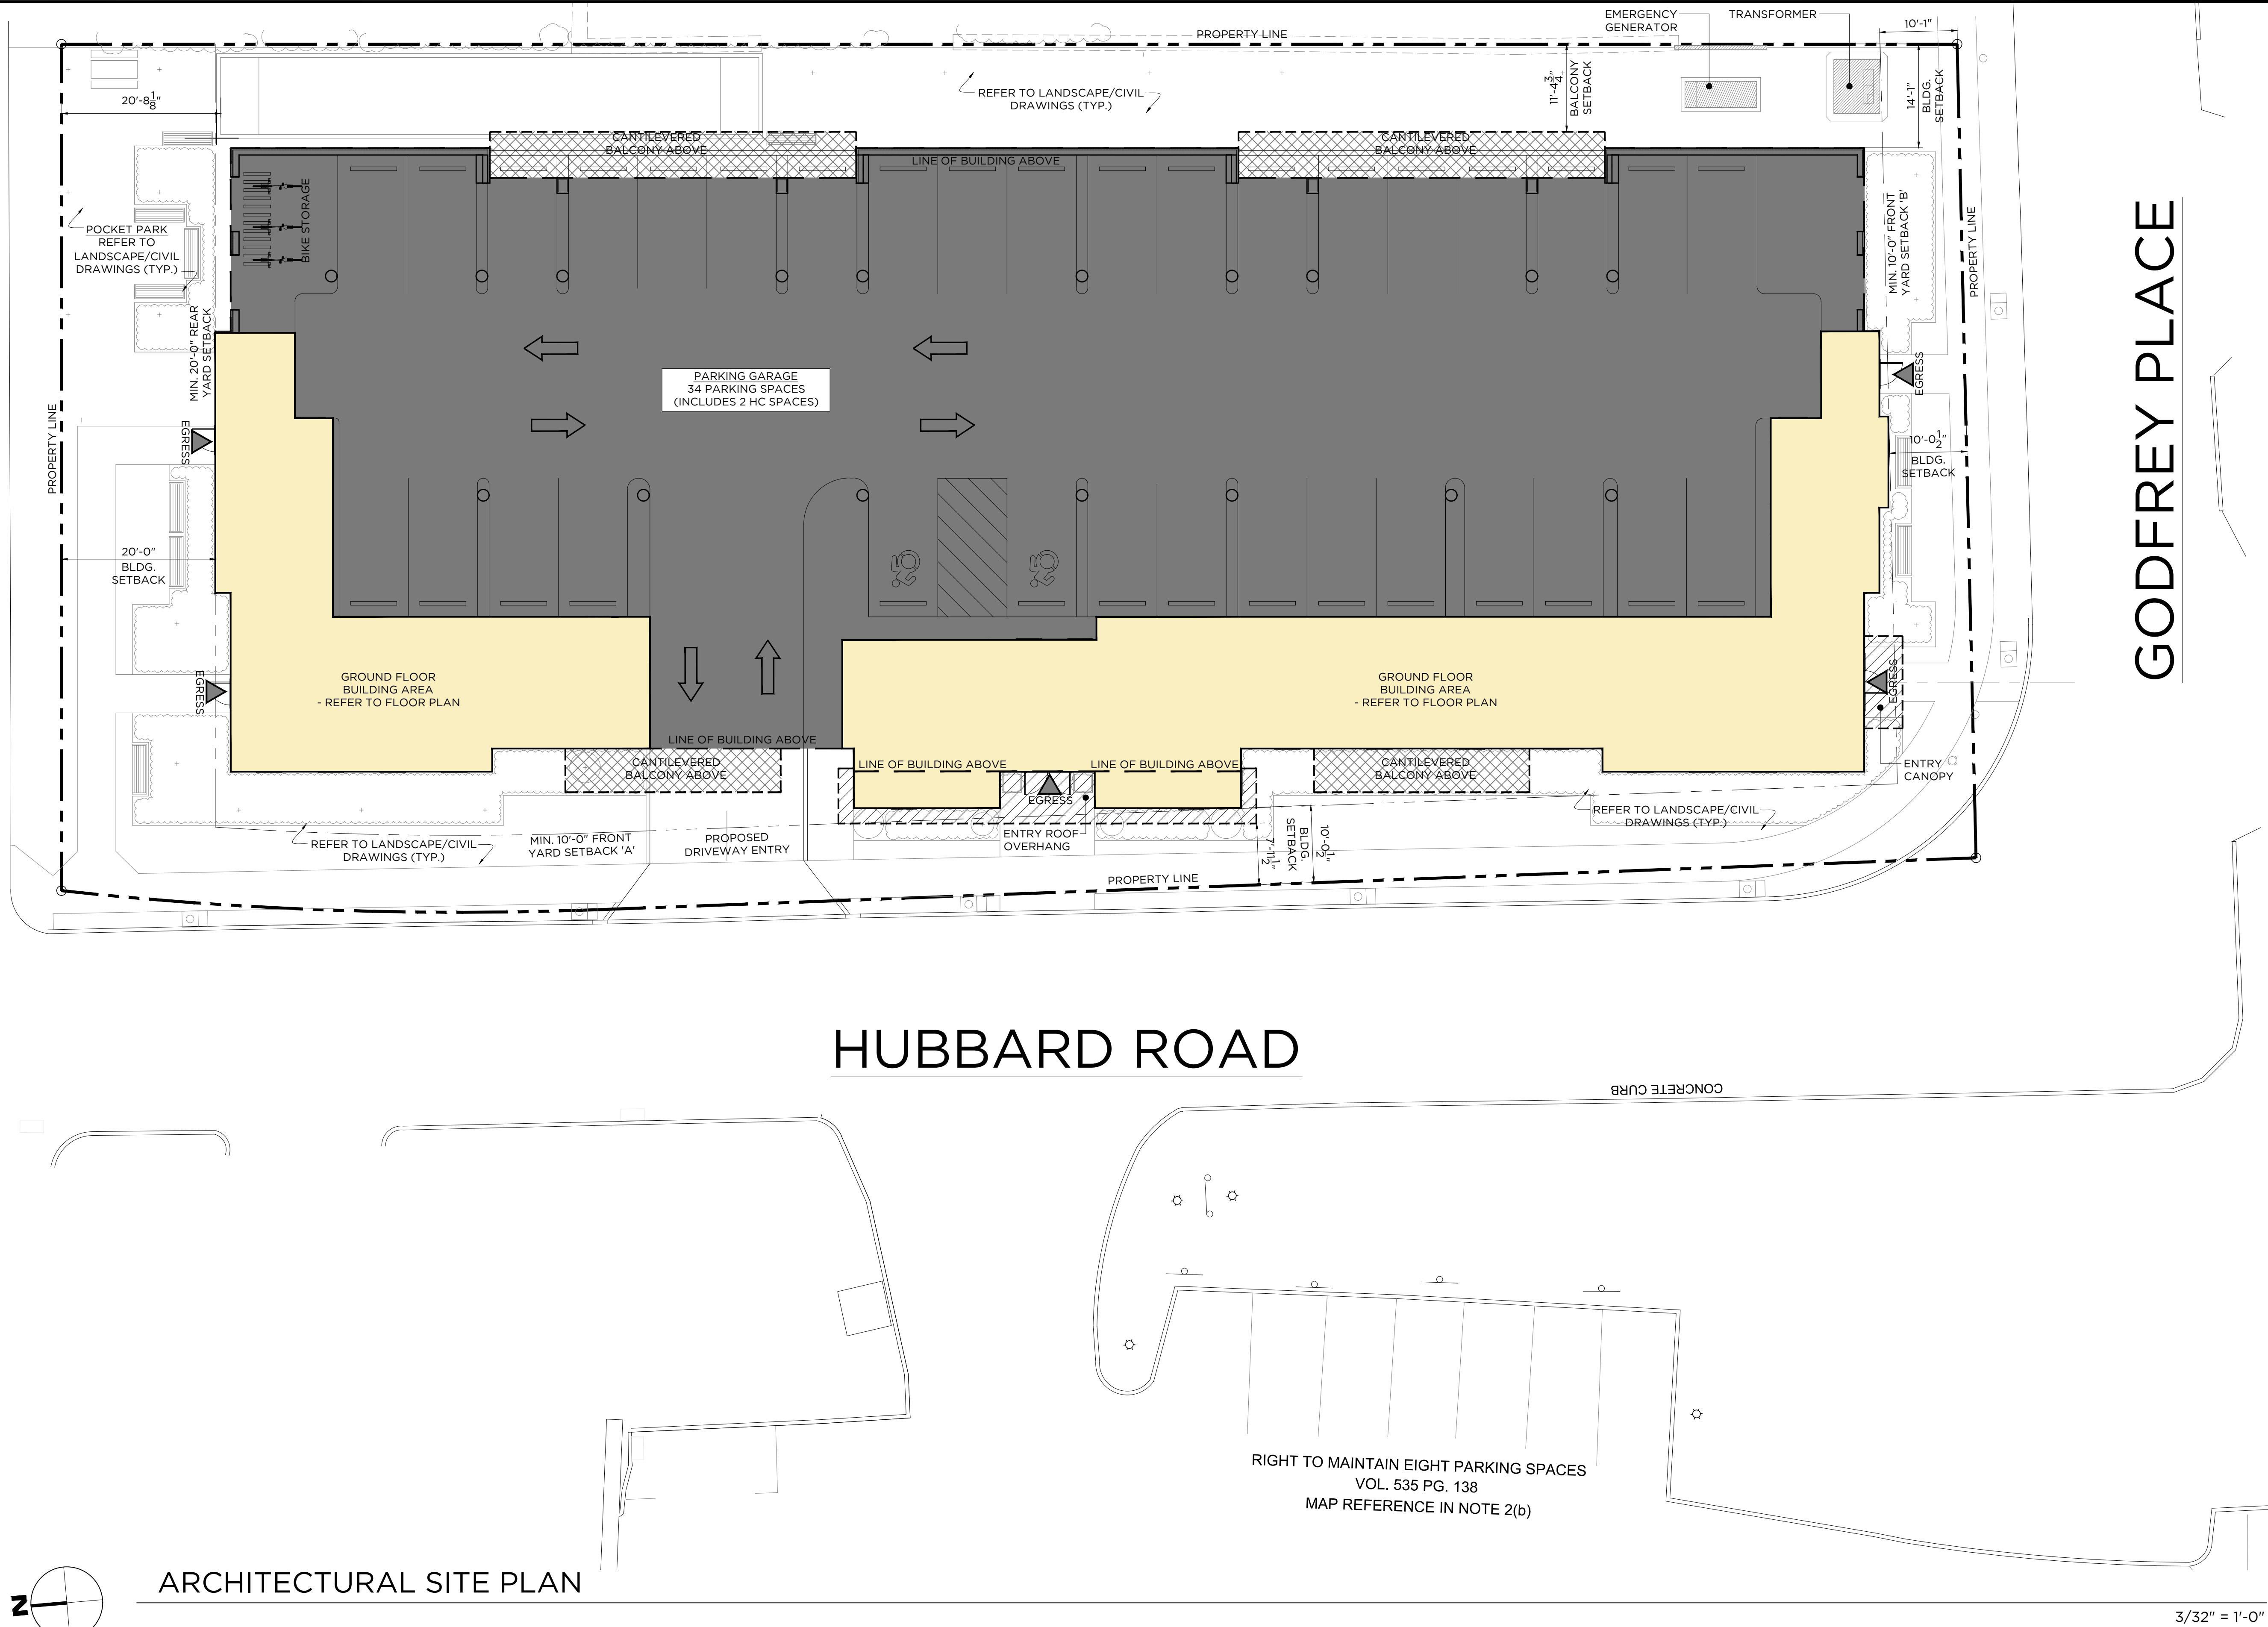 EMERGENCY
GENERATOR
TRANSFORMER
10'-1"
PROPERTY LINE
20'-8 1/8"
REFER TO LANDSCAPE/CIVIL
DRAWINGS (TYP.)
11'-4 3/4"
BALCONY
SETBACK
14'-1"
BLDG.
SETBACK
CANTILEVERED
BALCONY ABOVE
LINE OF BUILDING ABOVE
CANTILEVERED
BALCONY ABOVE
BIKE STORAGE
POCKET PARK
REFER TO
LANDSCAPE/CIVIL
DRAWINGS (TYP.)
MIN. 10'-0" FRONT
YARD SETBACK 'B'
PROPERTY LINE
GODFREY PLACE
MIN. 20'-0" REAR
YARD SETBACK
PARKING GARAGE
34 PARKING SPACES
(INCLUDES 2 HC SPACES)
EGRESS
PROPERTY LINE
EGRESS
10'-0 1/2"
BLDG.
SETBACK
20'-0"
BLDG.
SETBACK
EGRESS
GROUND FLOOR
BUILDING AREA
- REFER TO FLOOR PLAN
GROUND FLOOR
BUILDING AREA
- REFER TO FLOOR PLAN
EGRESS
LINE OF BUILDING ABOVE
CANTILEVERED
BALCONY ABOVE
LINE OF BUILDING ABOVE
LINE OF BUILDING ABOVE
CANTILEVERED
BALCONY ABOVE
ENTRY
CANOPY
EGRESS
REFER TO LANDSCAPE/CIVIL
DRAWINGS (TYP.)
REFER TO LANDSCAPE/CIVIL
DRAWINGS (TYP.)
MIN. 10'-0" FRONT
YARD SETBACK 'A'
PROPOSED
DRIVEWAY ENTRY
ENTRY ROOF
OVERHANG
10'-0 1/2"
BLDG.
SETBACK
7'-11 1/2"
PROPERTY LINE
HUBBARD ROAD
CONCRETE CURB
RIGHT TO MAINTAIN EIGHT PARKING SPACES
VOL. 535 PG. 138
MAP REFERENCE IN NOTE 2(b)
N
ARCHITECTURAL SITE PLAN
3/32" = 1'-0"